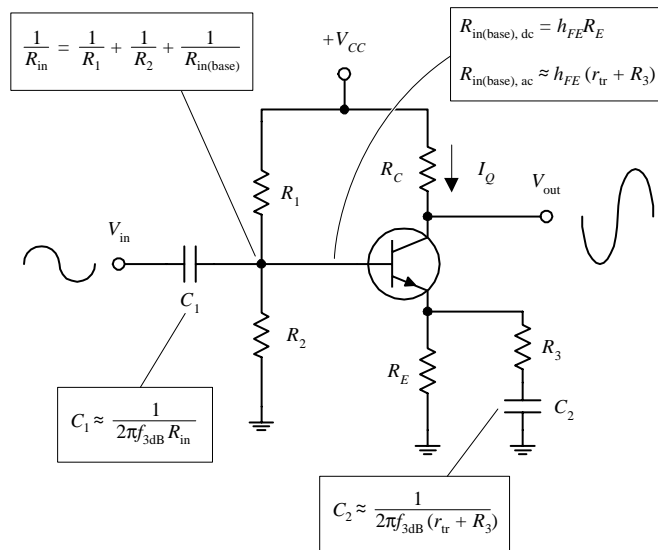 1/R_in = 1/R_1 + 1/R_2 + 1/R_in(base)
R_in(base), dc = h_FE R_E
R_in(base), ac ≈ h_FE (r_tr + R_3)
+V_CC
R_C
I_Q
V_out
R_1
V_in
C_1
R_2
R_E
R_3
C_2
C_1 ≈ 1/(2πf_3dB R_in)
C_2 ≈ 1/(2πf_3dB (r_tr + R_3))